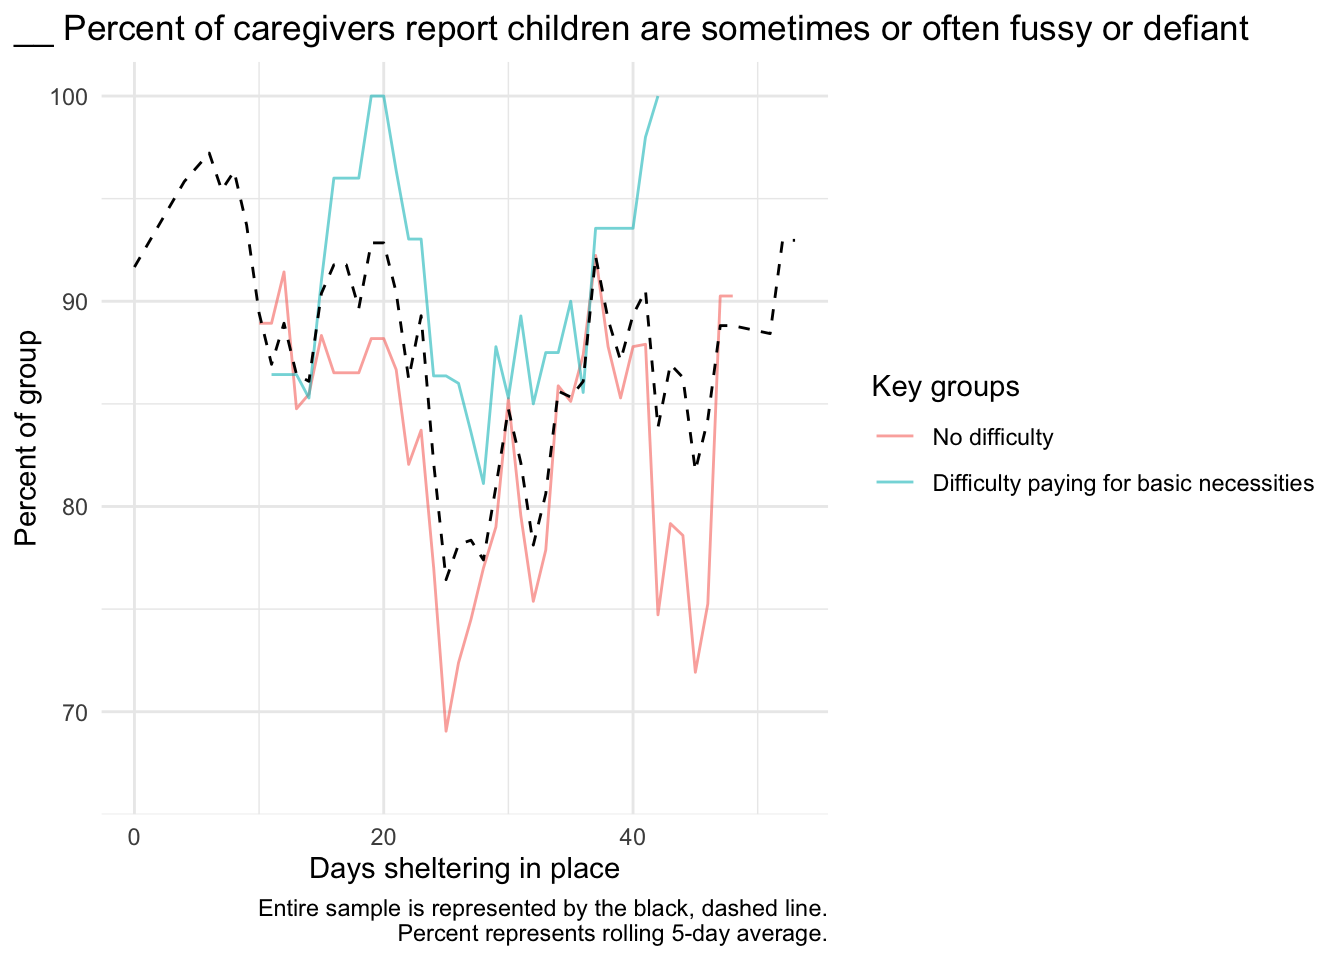 __ Percent of caregivers report children are sometimes or often fussy or defiant
100
90
80
70
Percent of group
0
20
40
Days sheltering in place
Key groups
No difficulty
Difficulty paying for basic necessities
Entire sample is represented by the black, dashed line.
Percent represents rolling 5-day average.